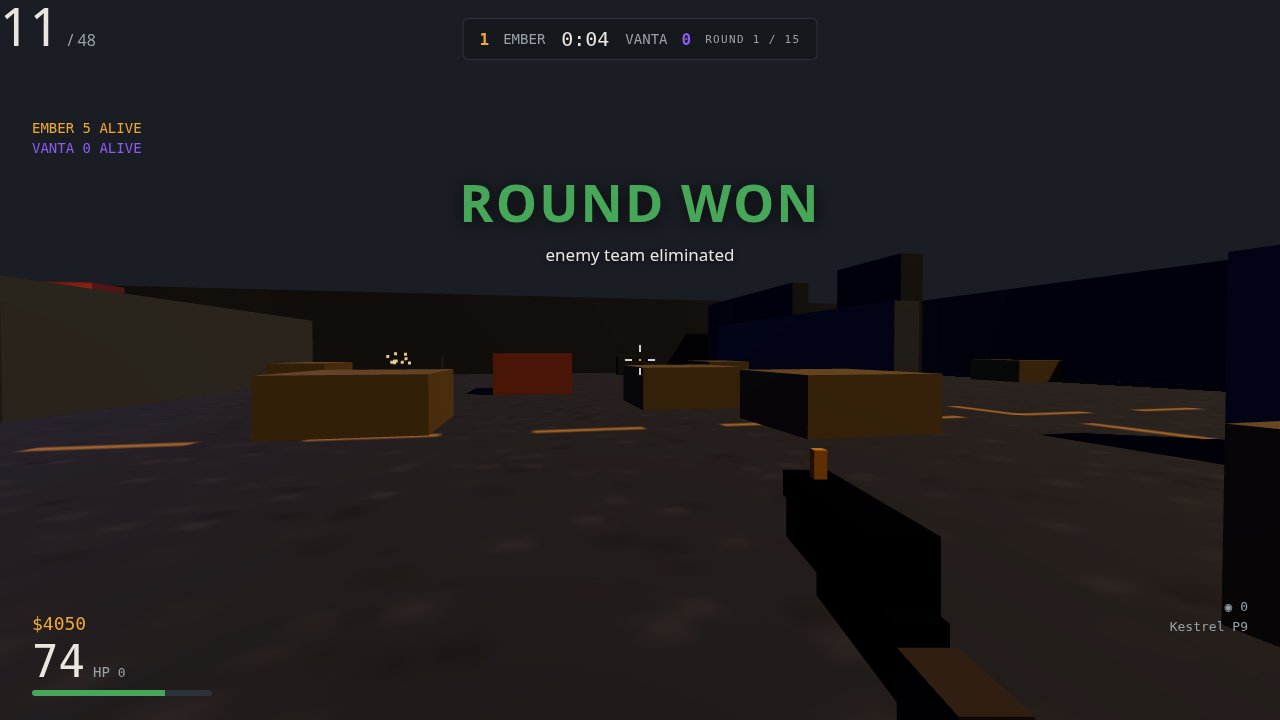 11 / 48
1 EMBER 0:04 VANTA 0 ROUND 1 / 15
EMBER 5 ALIVE
VANTA 0 ALIVE
ROUND WON
enemy team eliminated
$4050
74 HP 0
◉ 0
Kestrel P9